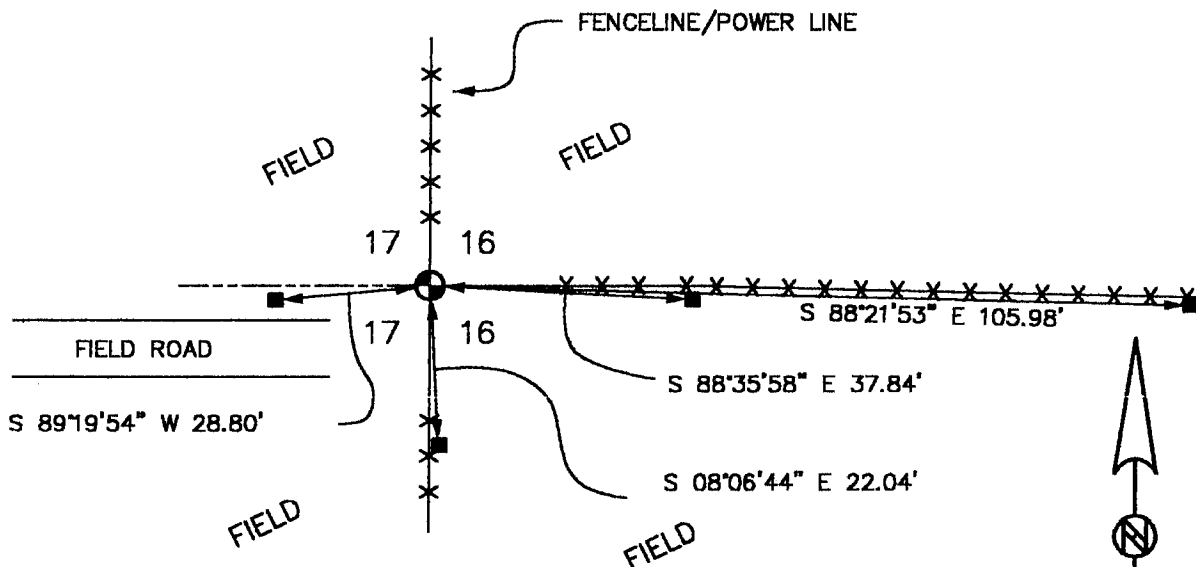 FENCELINE/POWER LINE
FIELD
FIELD
17 16
S 88°21'53" E 105.98'
17 16
FIELD ROAD
S 88°35'58" E 37.84'
S 89°19'54" W 28.80'
S 08°06'44" E 22.04'
FIELD
FIELD
N